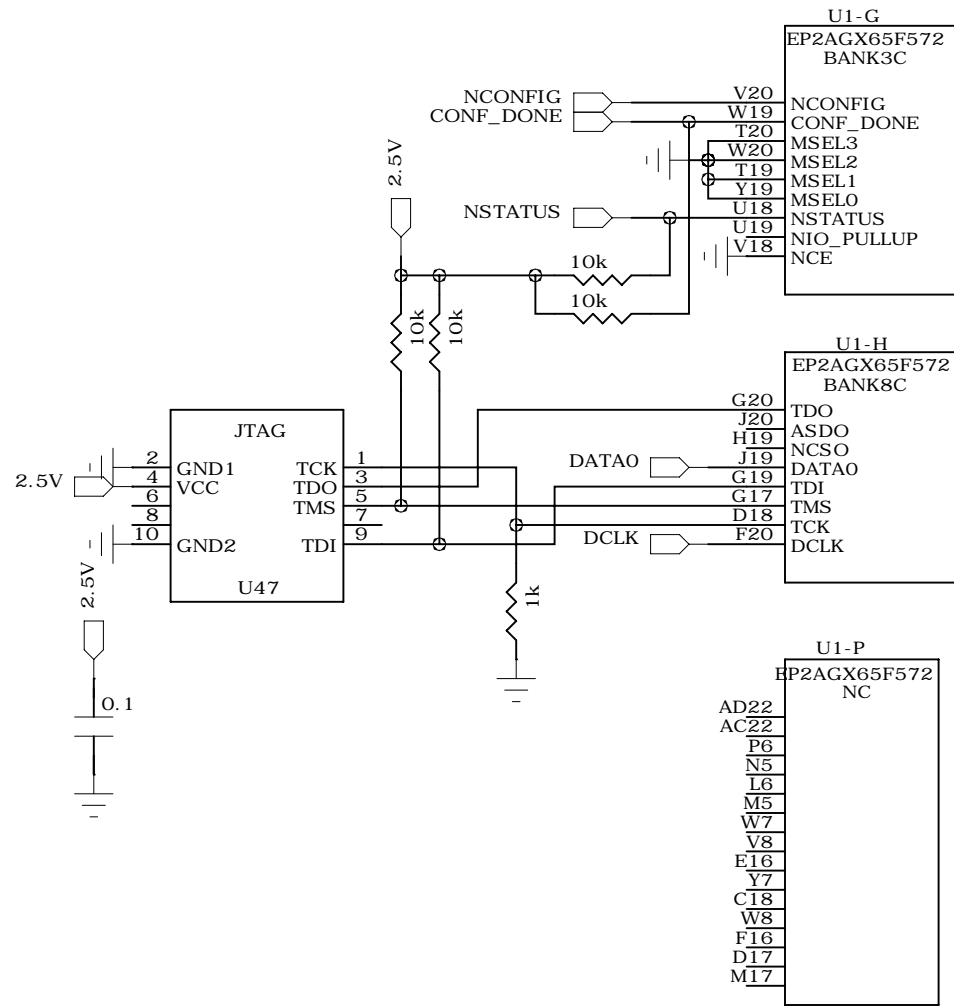 U1-G
EP2AGX65F572
BANK3C
NCONFIG
V20
NCONFIG
CONF_DONE
W19
CONF_DONE
T20
MSEL3
W20
MSEL2
T19
MSEL1
Y19
MSEL0
NSTATUS
U18
NSTATUS
U19
NIO_PULLUP
V18
NCE
2.5V
10k
10k
10k
10k
U1-H
EP2AGX65F572
BANK8C
G20
TDO
J20
ASDO
H19
NCSO
DATA0
J19
DATA0
G19
TDI
G17
TMS
D18
TCK
DCLK
F20
DCLK
JTAG
2
GND1
TCK
1
2.5V
4
VCC
TDO
3
6
TMS
5
8
7
10
GND2
TDI
9
U47
1k
2.5V
0.1
U1-P
EP2AGX65F572
NC
AD22
AC22
P6
N5
L6
M5
W7
V8
E16
Y7
C18
W8
F16
D17
M17